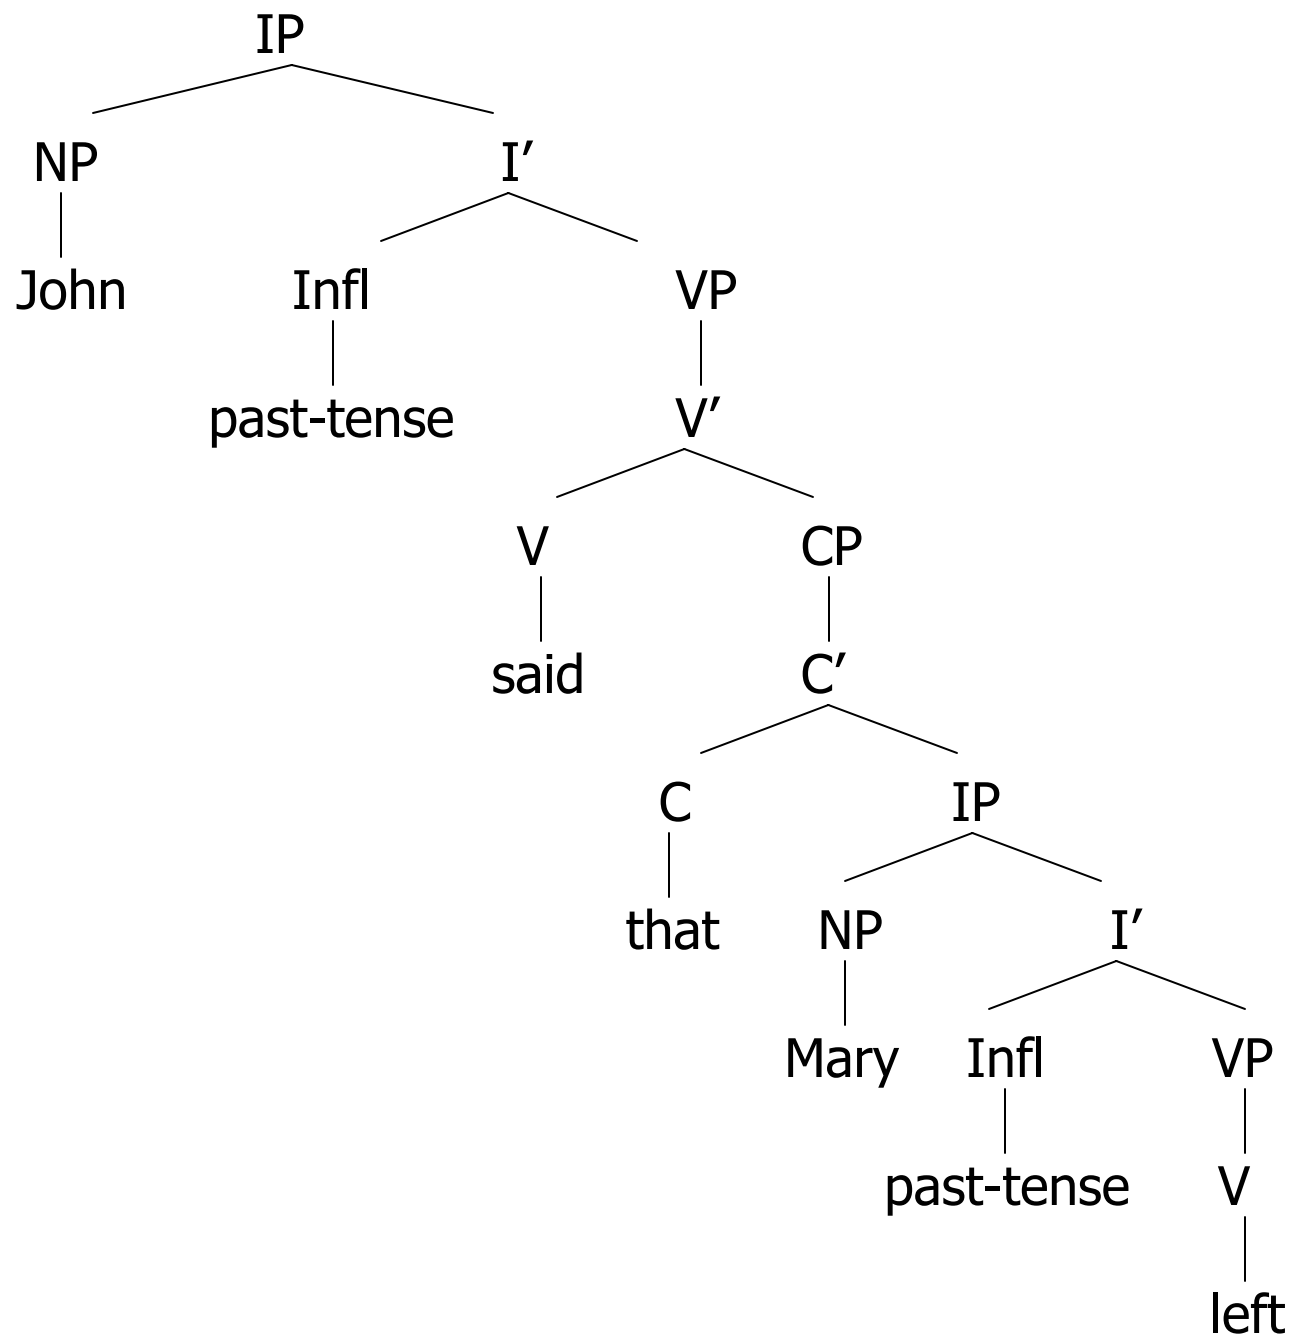 IP
NP I’
John Infl VP
past-tense V’
V CP
said C’
C IP
that NP I’
Mary Infl VP
past-tense V
left